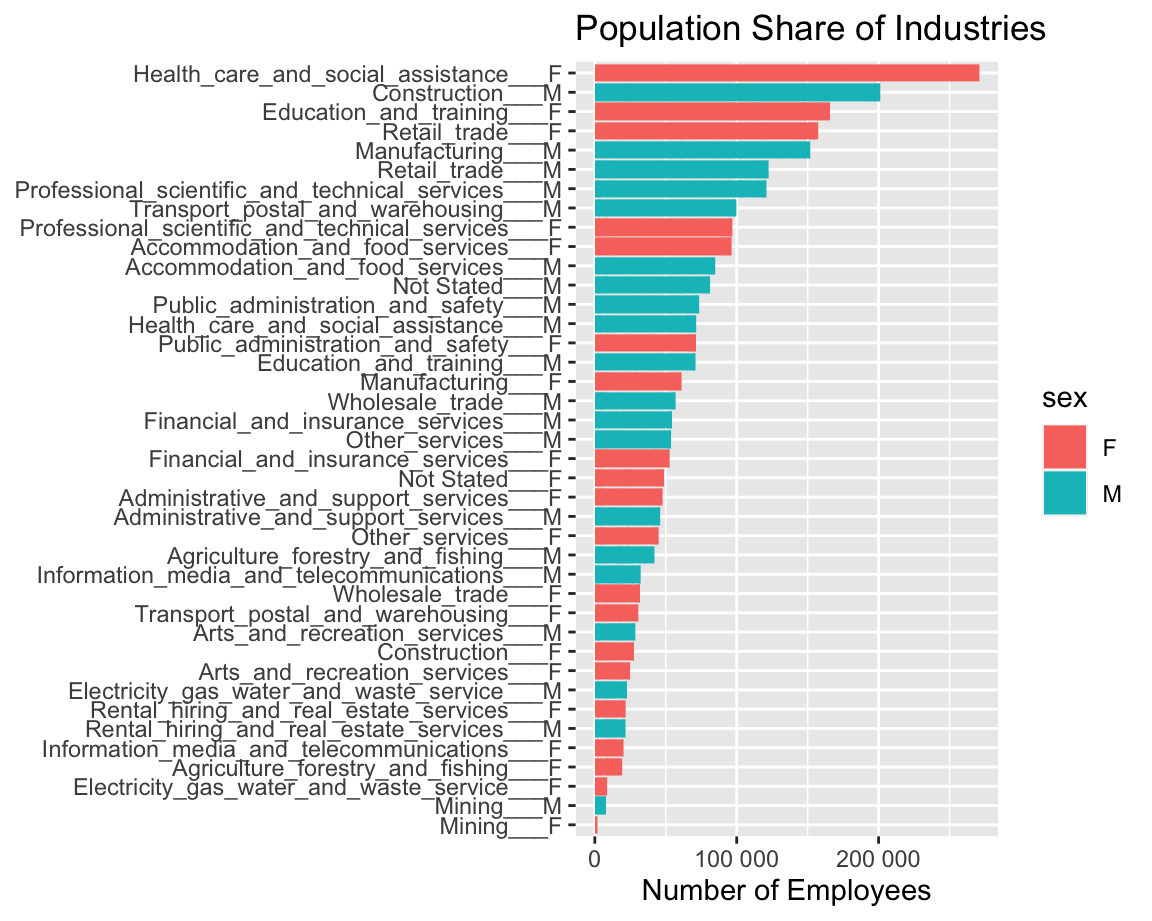 Population Share of Industries
Health_care_and_social_assistance___F
Construction___M
Education_and_training___F
Retail_trade___F
Manufacturing___M
Retail_trade___M
Professional_scientific_and_technical_services___M
Transport_postal_and_warehousing___M
Professional_scientific_and_technical_services___F
Accommodation_and_food_services___F
Accommodation_and_food_services___M
Not Stated___M
Public_administration_and_safety___M
Health_care_and_social_assistance___M
Public_administration_and_safety___F
Education_and_training___M
Manufacturing___F
Wholesale_trade___M
Financial_and_insurance_services___M
Other_services___M
Financial_and_insurance_services___F
Not Stated___F
Administrative_and_support_services___F
Administrative_and_support_services___M
Other_services___F
Agriculture_forestry_and_fishing___M
Information_media_and_telecommunications___M
Wholesale_trade___F
Transport_postal_and_warehousing___F
Arts_and_recreation_services___M
Construction___F
Arts_and_recreation_services___F
Electricity_gas_water_and_waste_service___M
Rental_hiring_and_real_estate_services___F
Rental_hiring_and_real_estate_services___M
Information_media_and_telecommunications___F
Agriculture_forestry_and_fishing___F
Electricity_gas_water_and_waste_service___F
Mining___M
Mining___F
0 100 000 200 000
Number of Employees
sex
F
M